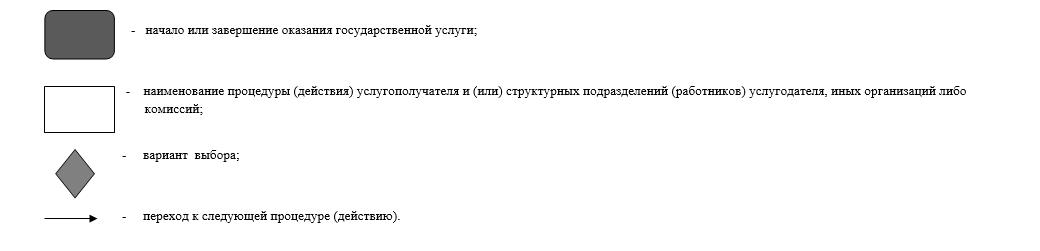 - начало или завершение оказания государственной услуги;
- наименование процедуры (действия) услугополучателя и (или) структурных подразделений (работников) услугодателя, иных организаций либо
комиссий;
- вариант выбора;
- переход к следующей процедуре (действию).